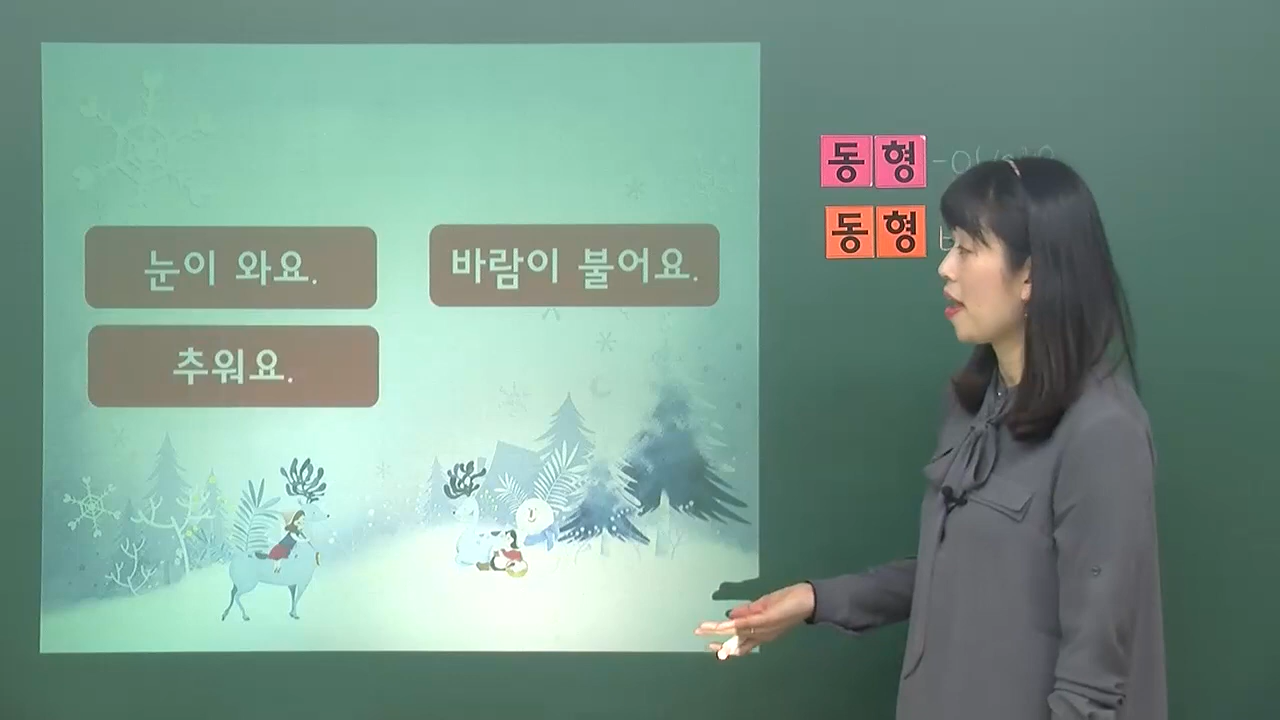 눈이 와요.
바람이 불어요.
추워요.
동형
동형